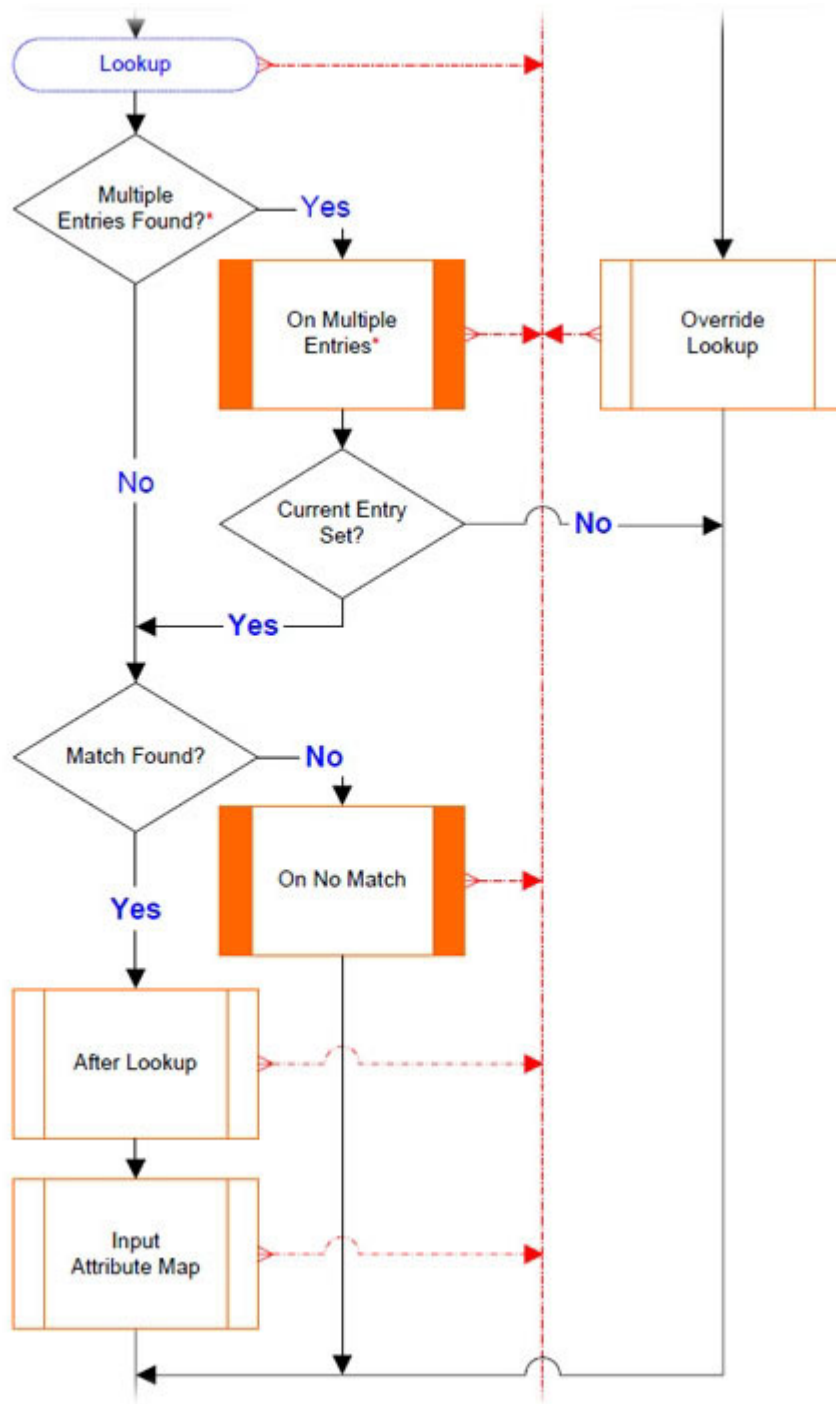 Lookup
Multiple
Entries Found?*
Yes
On Multiple
Entries*
Override
Lookup
No
Current Entry
Set?
No
Yes
Match Found?
No
On No Match
Yes
After Lookup
Input
Attribute Map